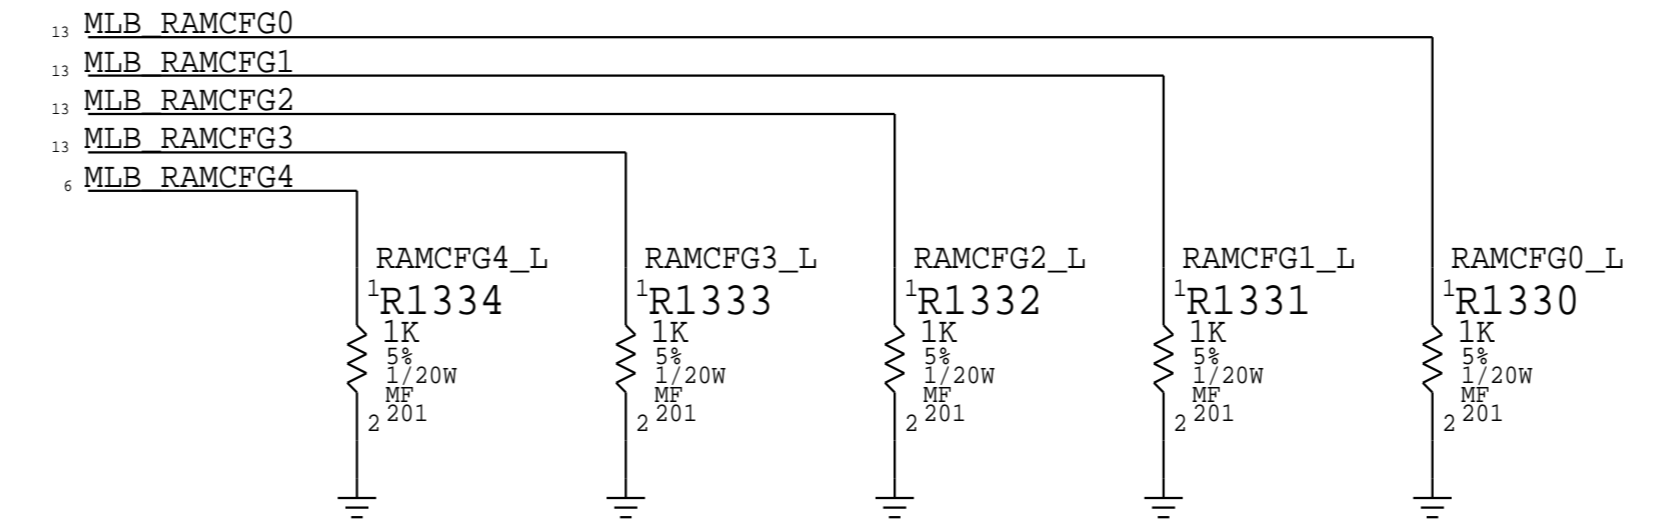 13 MLB_RAMCFG0
13 MLB_RAMCFG1
13 MLB_RAMCFG2
13 MLB_RAMCFG3
6 MLB_RAMCFG4
RAMCFG4_L
1 R1334
1K
5%
1/20W
MF
201
2
RAMCFG3_L
1 R1333
1K
5%
1/20W
MF
201
2
RAMCFG2_L
1 R1332
1K
5%
1/20W
MF
201
2
RAMCFG1_L
1 R1331
1K
5%
1/20W
MF
201
2
RAMCFG0_L
1 R1330
1K
5%
1/20W
MF
201
2